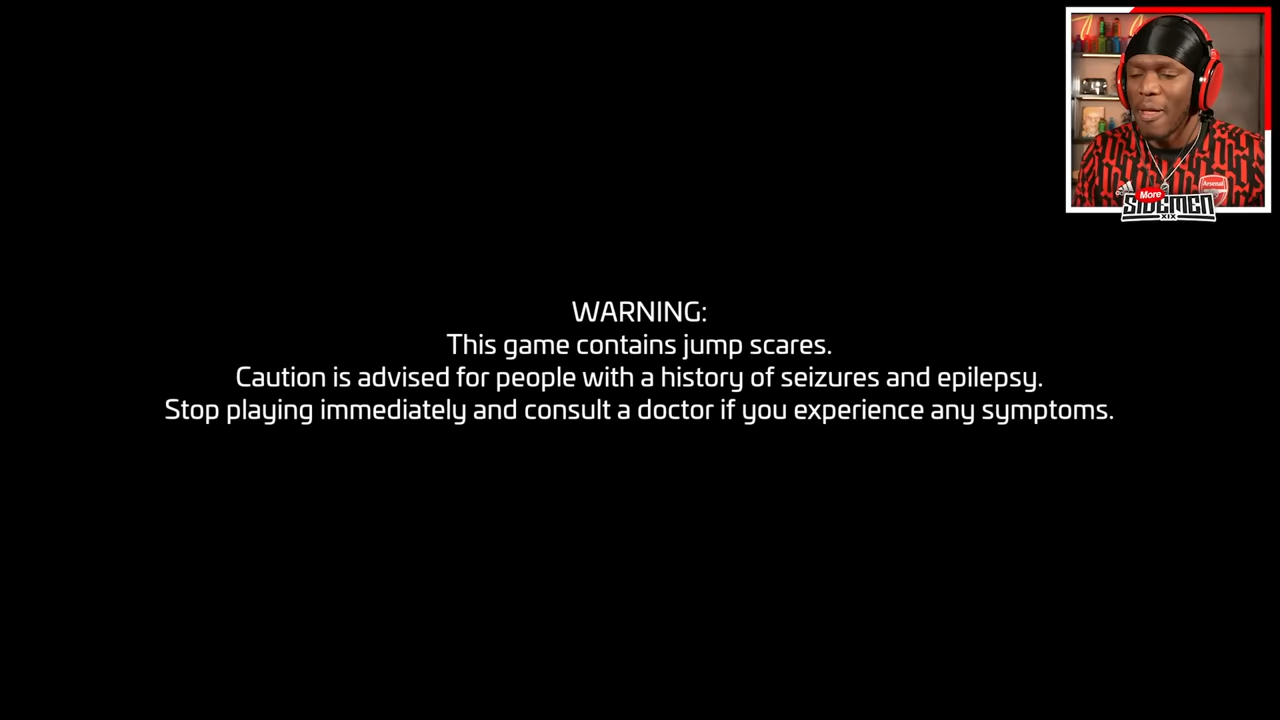 WARNING:
This game contains jump scares.
Caution is advised for people with a history of seizures and epilepsy.
Stop playing immediately and consult a doctor if you experience any symptoms.
Arsenal
More
SIDEMEN
XIX